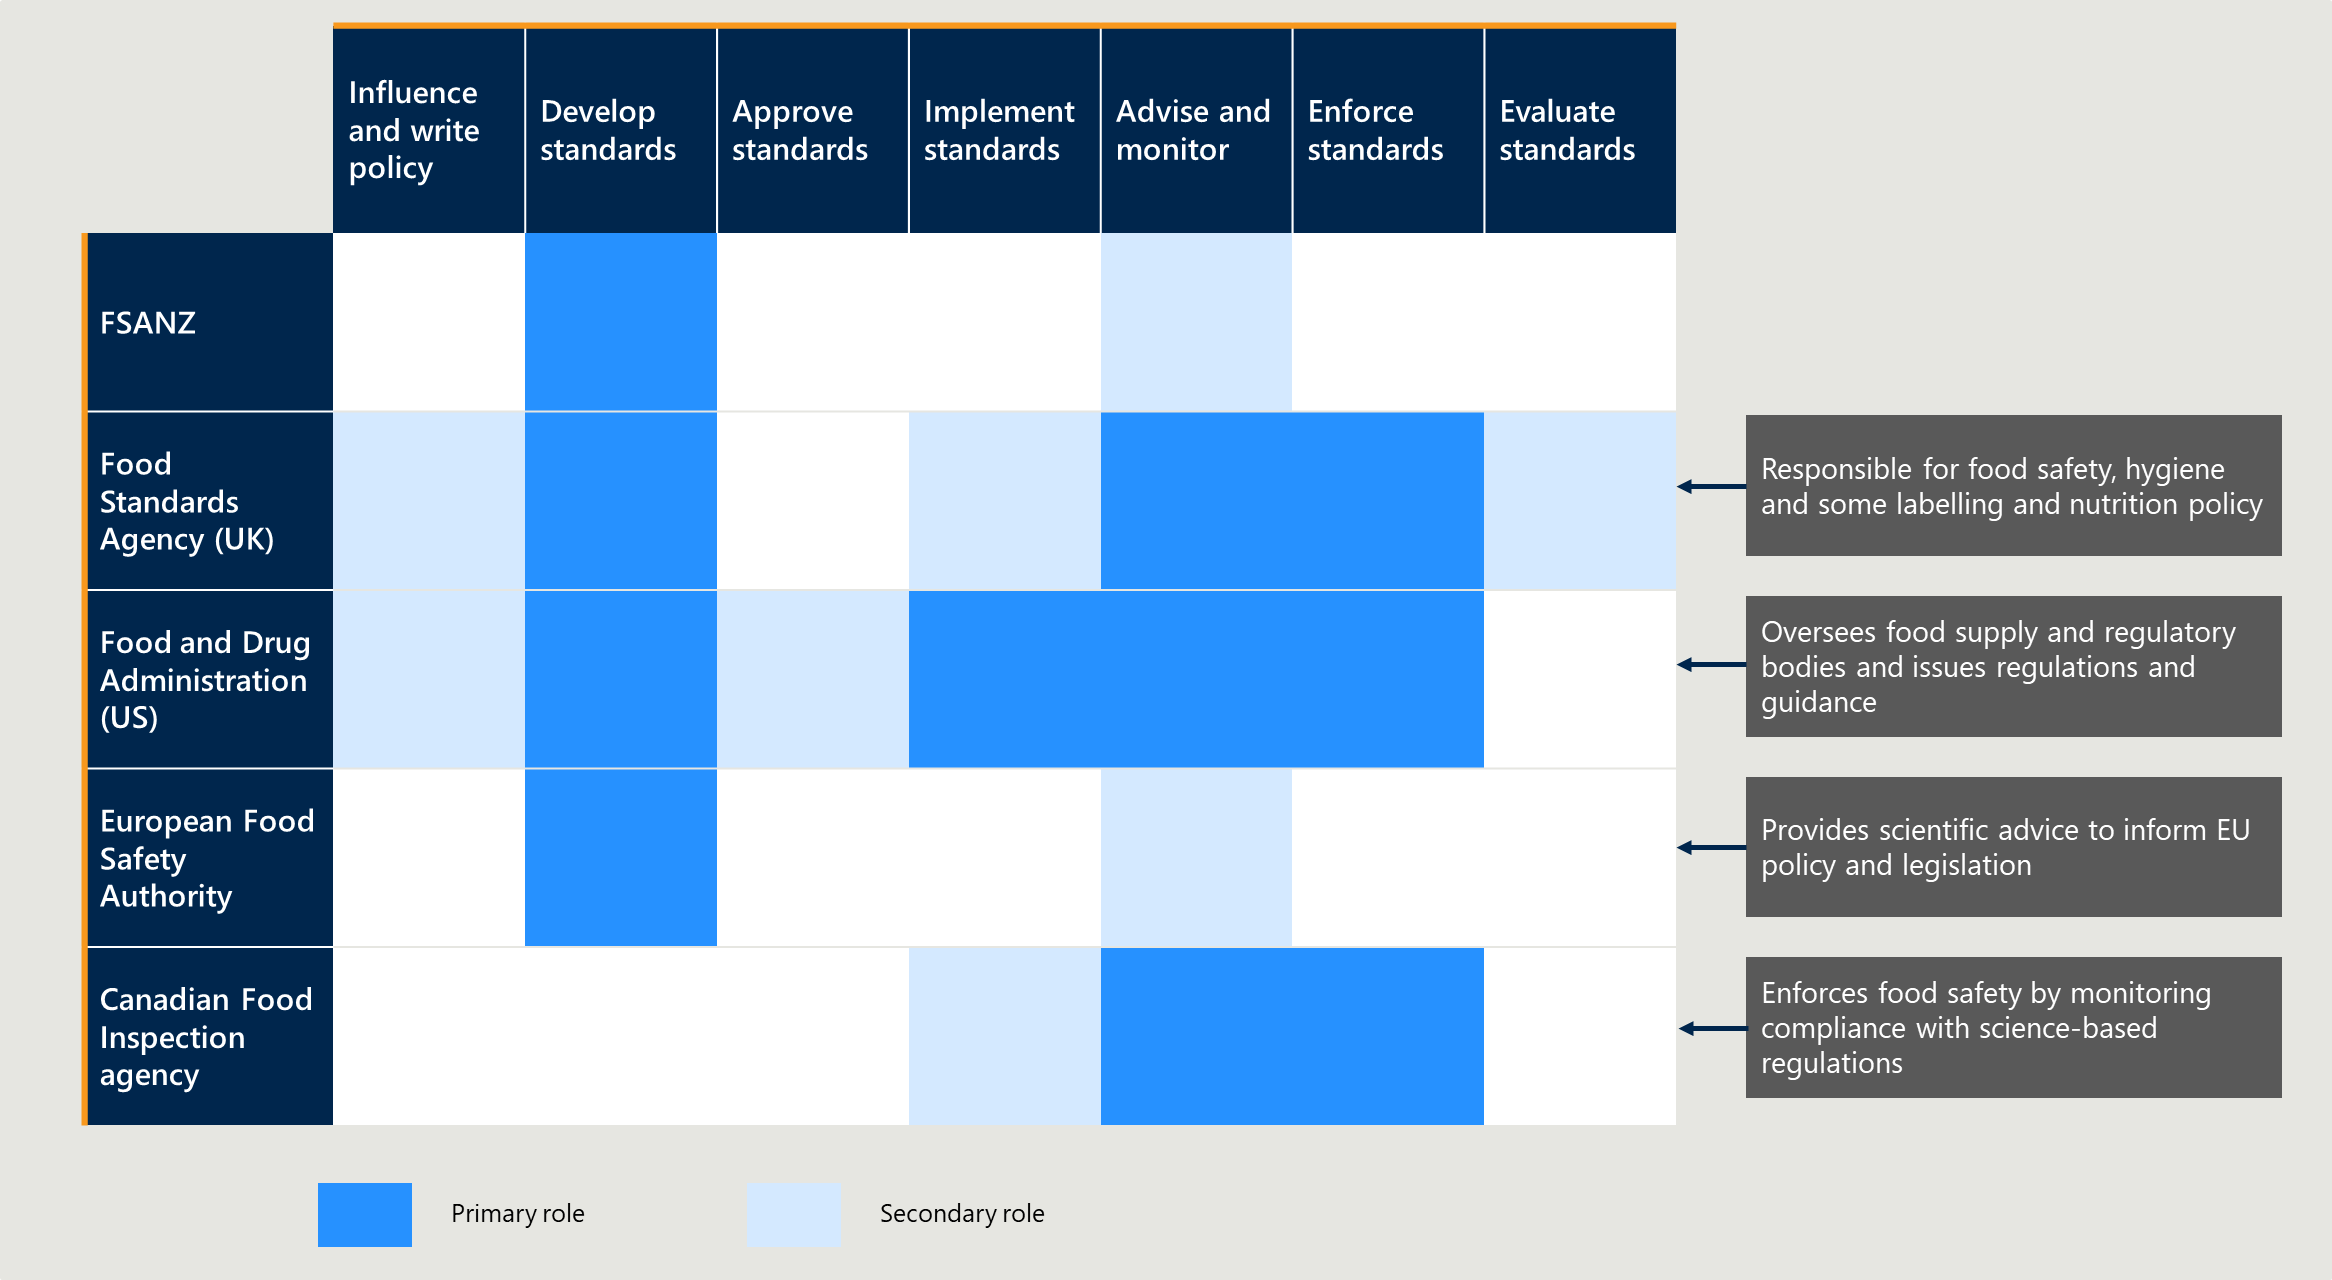 Influence
and write
policy
Develop
standards
Approve
standards
Implement
standards
Advise and
monitor
Enforce
standards
Evaluate
standards
FSANZ
Food
Standards
Agency (UK)
Responsible for food safety, hygiene
and some labelling and nutrition policy
Food and Drug
Administration
(US)
Oversees food supply and regulatory
bodies and issues regulations and
guidance
European Food
Safety
Authority
Provides scientific advice to inform EU
policy and legislation
Canadian Food
Inspection
agency
Enforces food safety by monitoring
compliance with science-based
regulations
Primary role
Secondary role